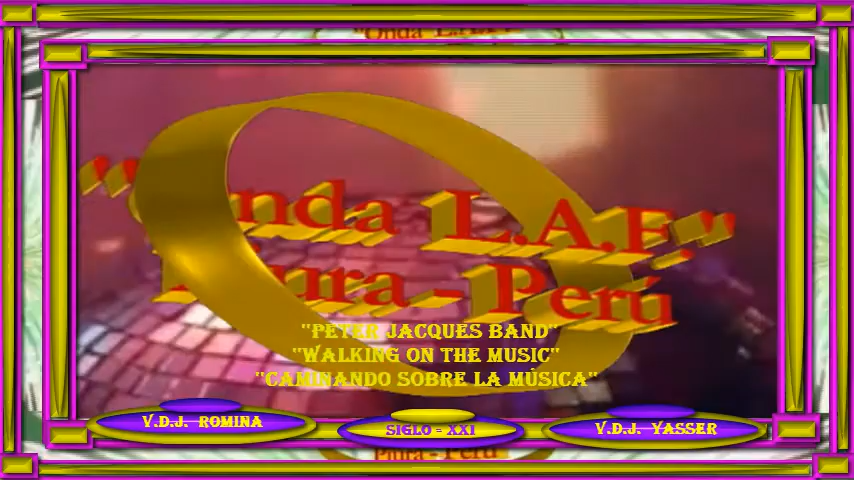 "Onda L.A.F."
"Onda L.A.F."
Piura - Perú
"PETER JACQUES BAND"
"WALKING ON THE MUSIC"
"CAMINANDO SOBRE LA MÚSICA"
V.D.J. ROMINA
SIGLO - XXI
V.D.J. YASSER
Piura - Perú